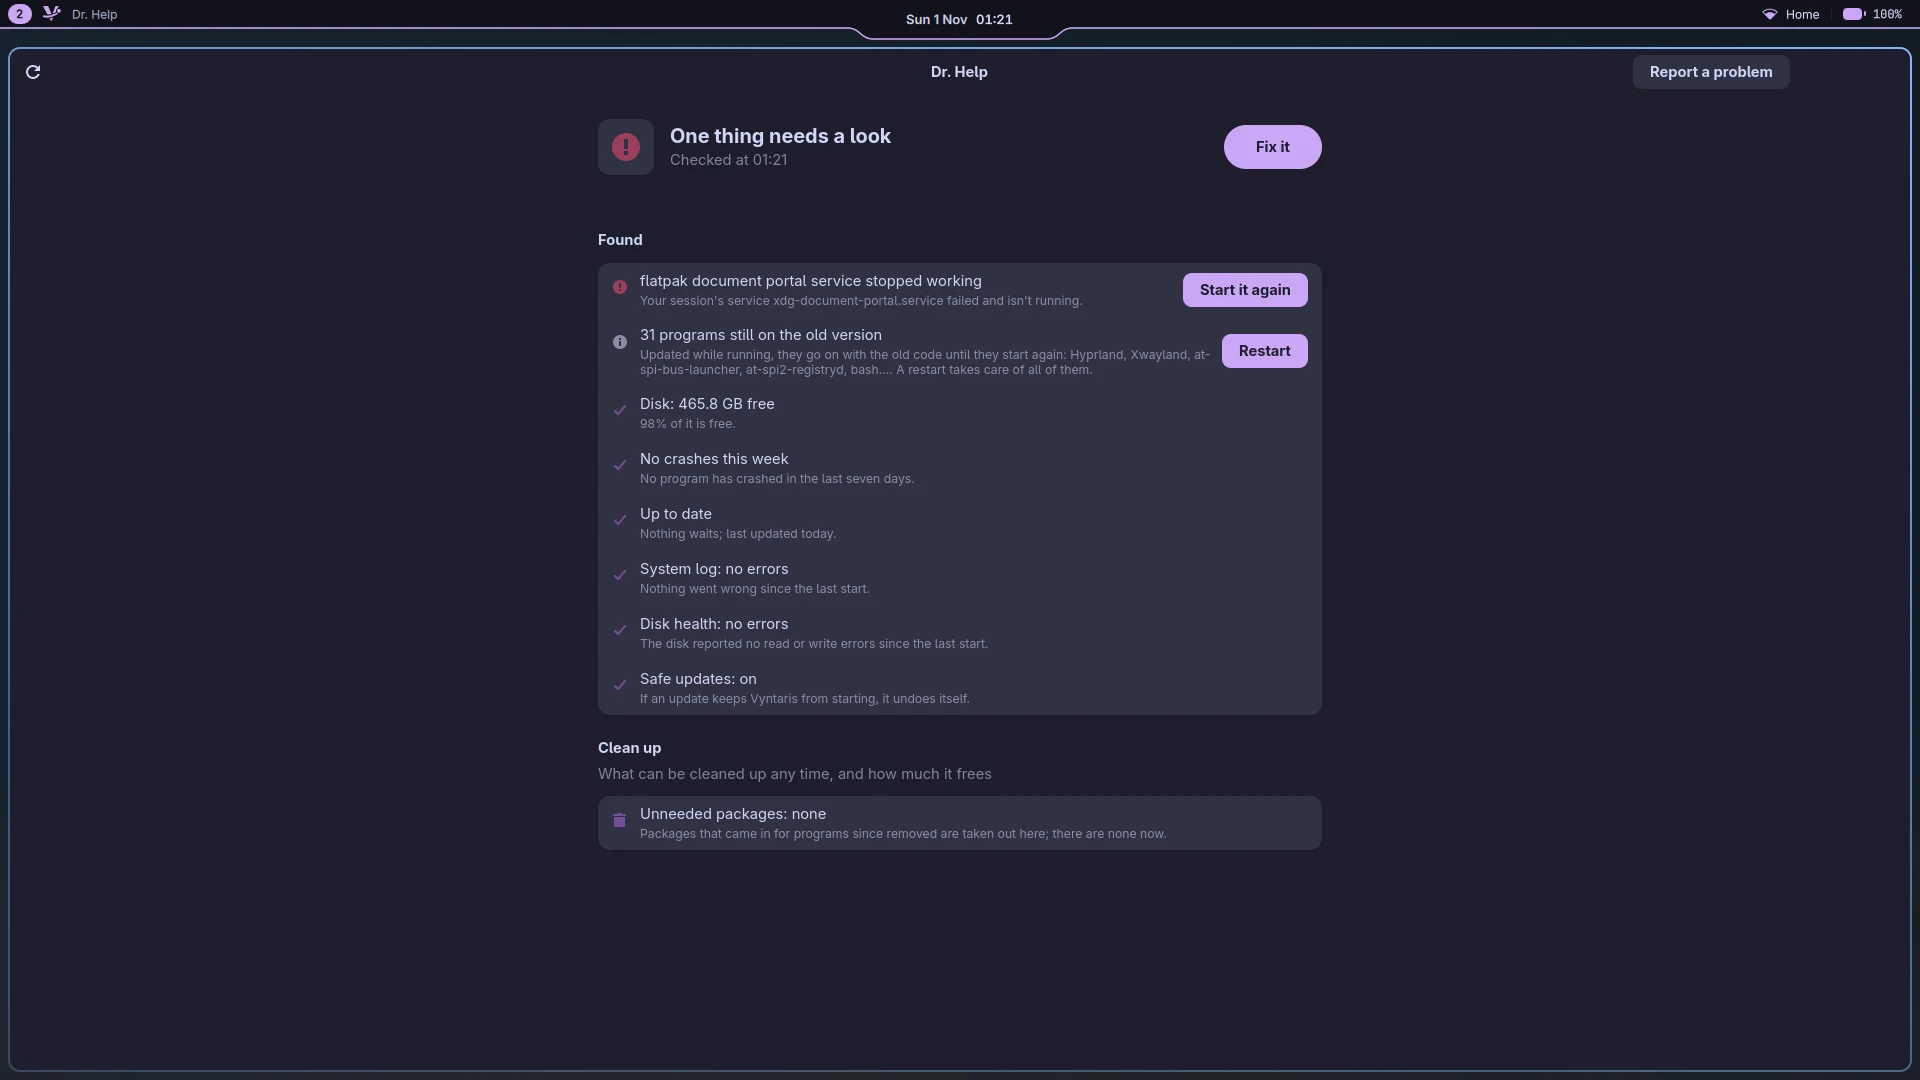 2 Dr. Help
Sun 1 Nov 01:21
Home 100%
Dr. Help
Report a problem
One thing needs a look
Checked at 01:21
Fix it
Found
flatpak document portal service stopped working
Your session's service xdg-document-portal.service failed and isn't running.
Start it again
31 programs still on the old version
Updated while running, they go on with the old code until they start again: Hyprland, Xwayland, at-
spi-bus-launcher, at-spi2-registryd, bash.... A restart takes care of all of them.
Restart
Disk: 465.8 GB free
98% of it is free.
No crashes this week
No program has crashed in the last seven days.
Up to date
Nothing waits; last updated today.
System log: no errors
Nothing went wrong since the last start.
Disk health: no errors
The disk reported no read or write errors since the last start.
Safe updates: on
If an update keeps Vyntaris from starting, it undoes itself.
Clean up
What can be cleaned up any time, and how much it frees
Unneeded packages: none
Packages that came in for programs since removed are taken out here; there are none now.